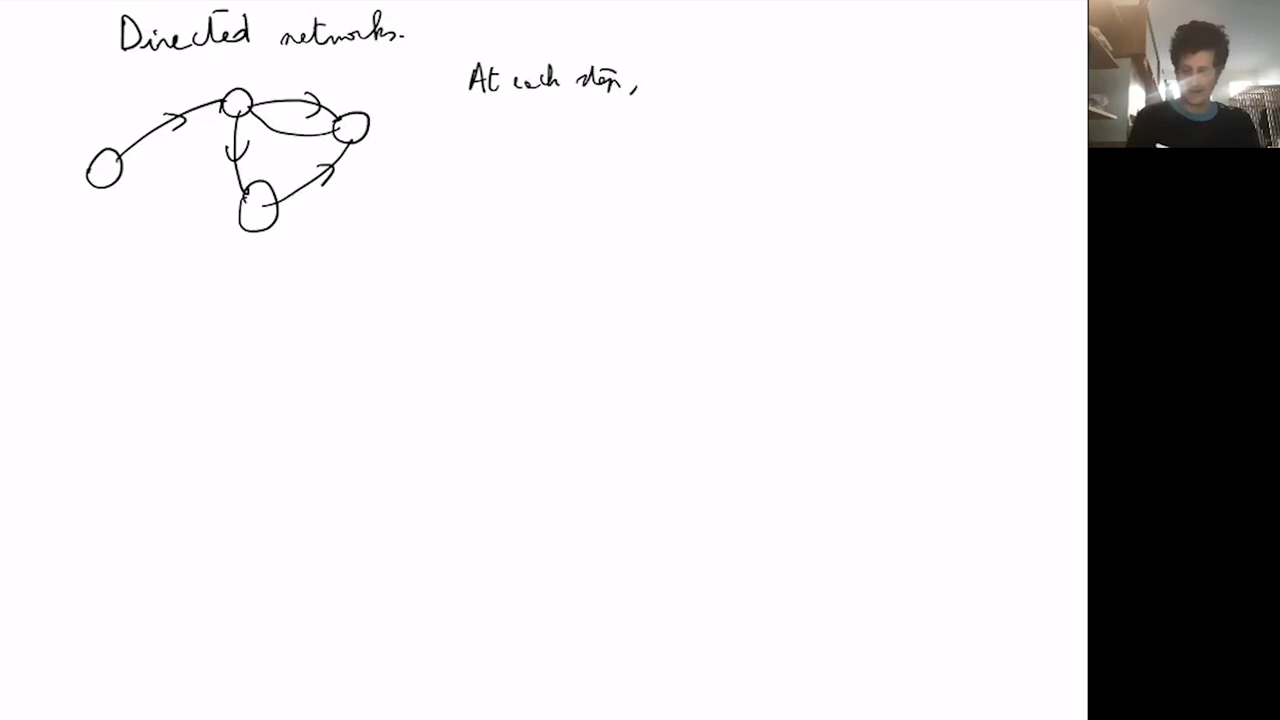 Directed networks.
At each step,